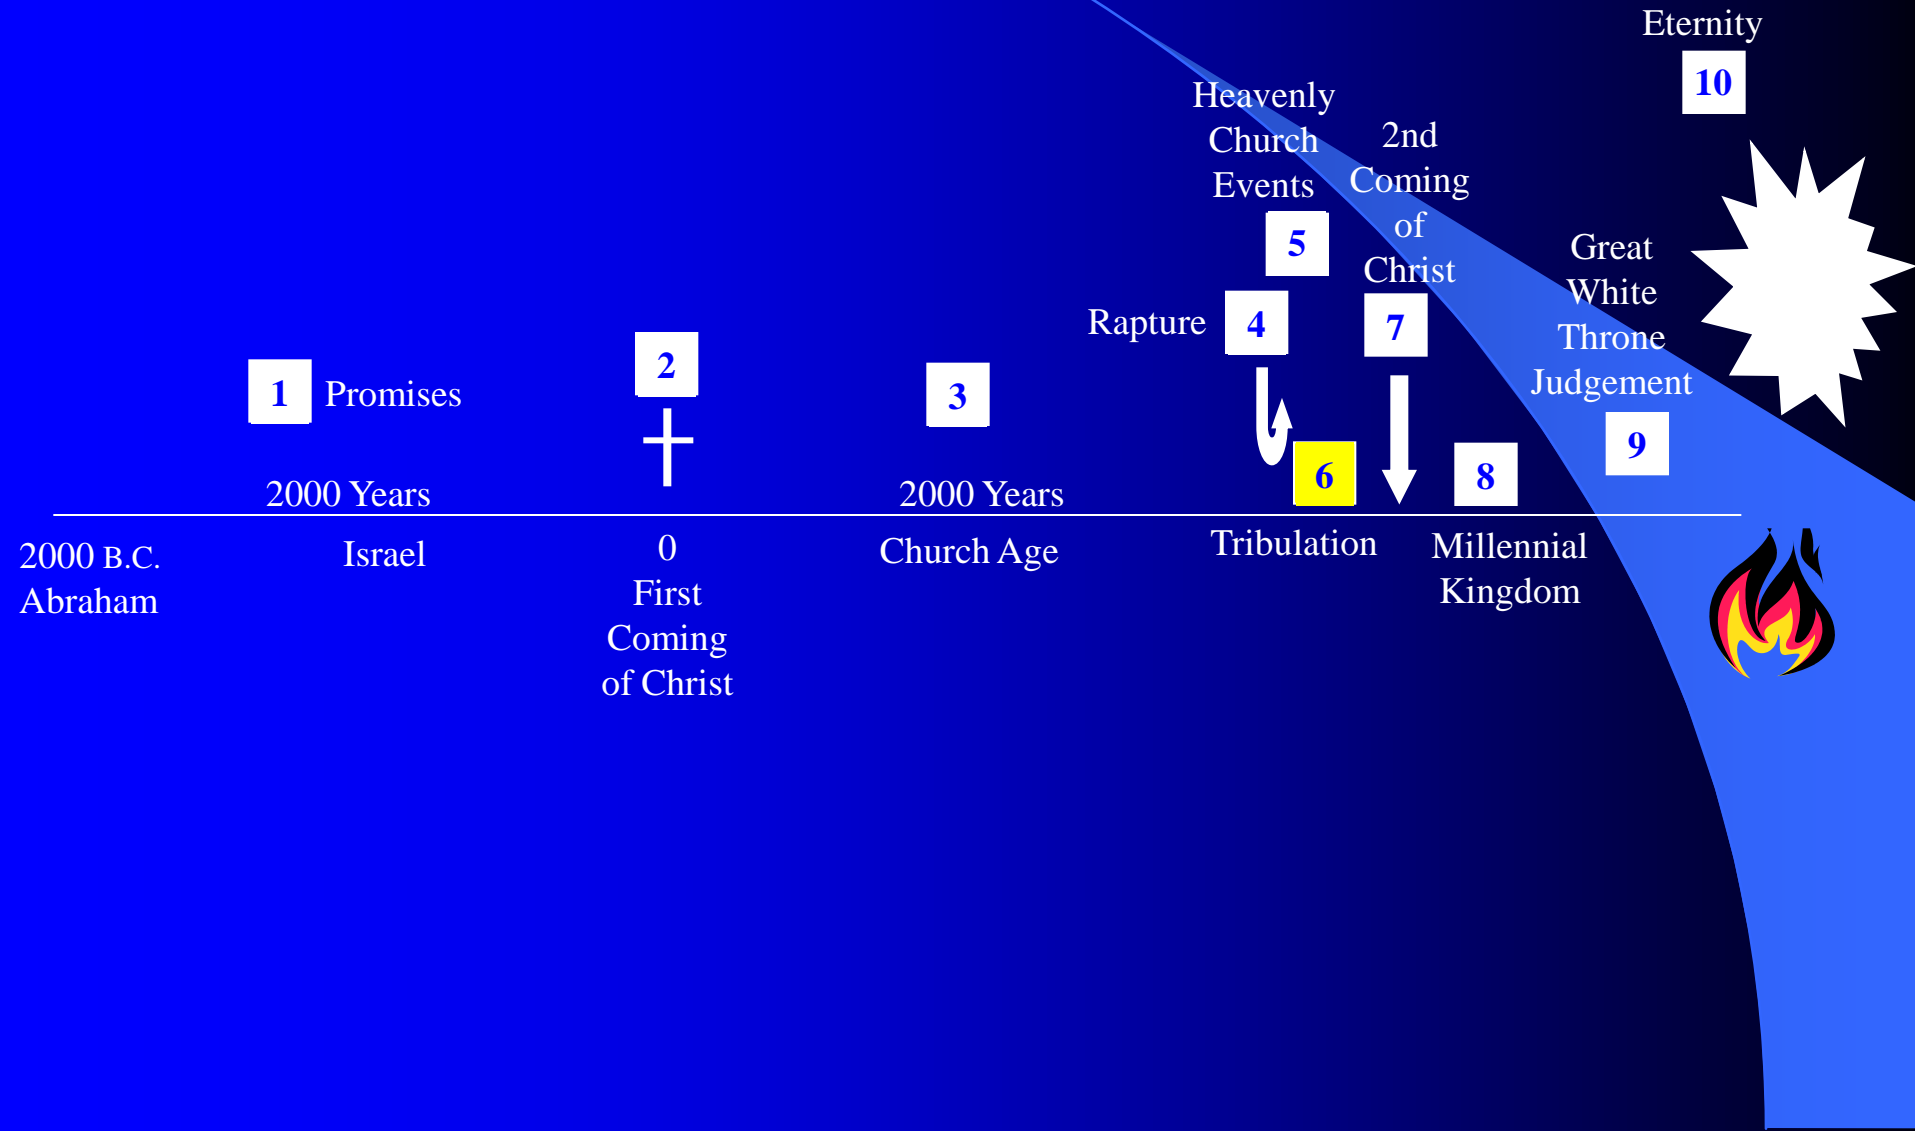 Eternity
10
Heavenly
Church
Events
5
2nd
Coming
of
Christ
7
Great
White
Throne
Judgement
9
Rapture
4
1 Promises
2
3
6
8
2000 Years
2000 Years
2000 B.C.
Abraham
Israel
0
First
Coming
of Christ
Church Age
Tribulation
Millennial
Kingdom